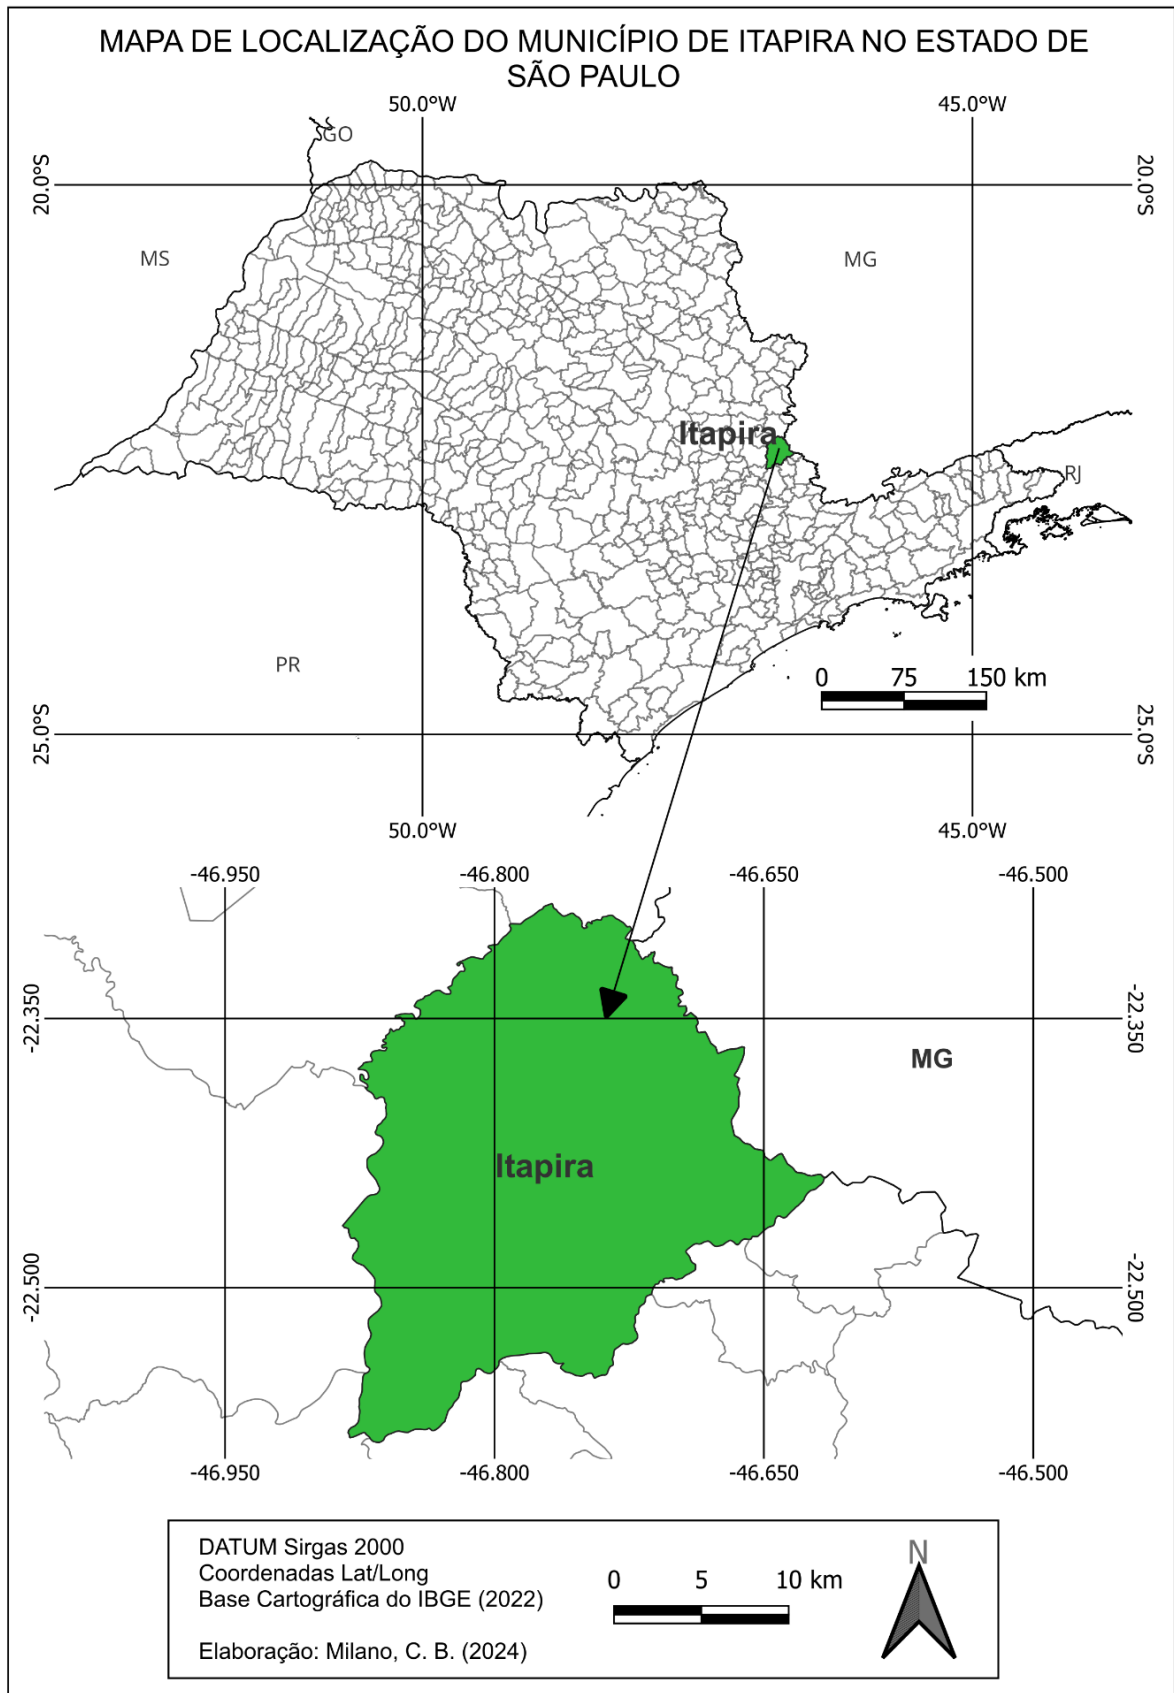 MAPA DE LOCALIZAÇÃO DO MUNICÍPIO DE ITAPIRA NO ESTADO DE
SÃO PAULO
50.0°W
45.0°W
GO
20.0°S
20.0°S
MS
MG
Itapira
RJ
PR
0 75 150 km
25.0°S
25.0°S
50.0°W
45.0°W
-46.950
-46.800
-46.650
-46.500
-22.350
-22.350
MG
Itapira
-22.500
-22.500
-46.950
-46.800
-46.650
-46.500
DATUM Sirgas 2000
Coordenadas Lat/Long
Base Cartográfica do IBGE (2022)
Elaboração: Milano, C. B. (2024)
0 5 10 km
N